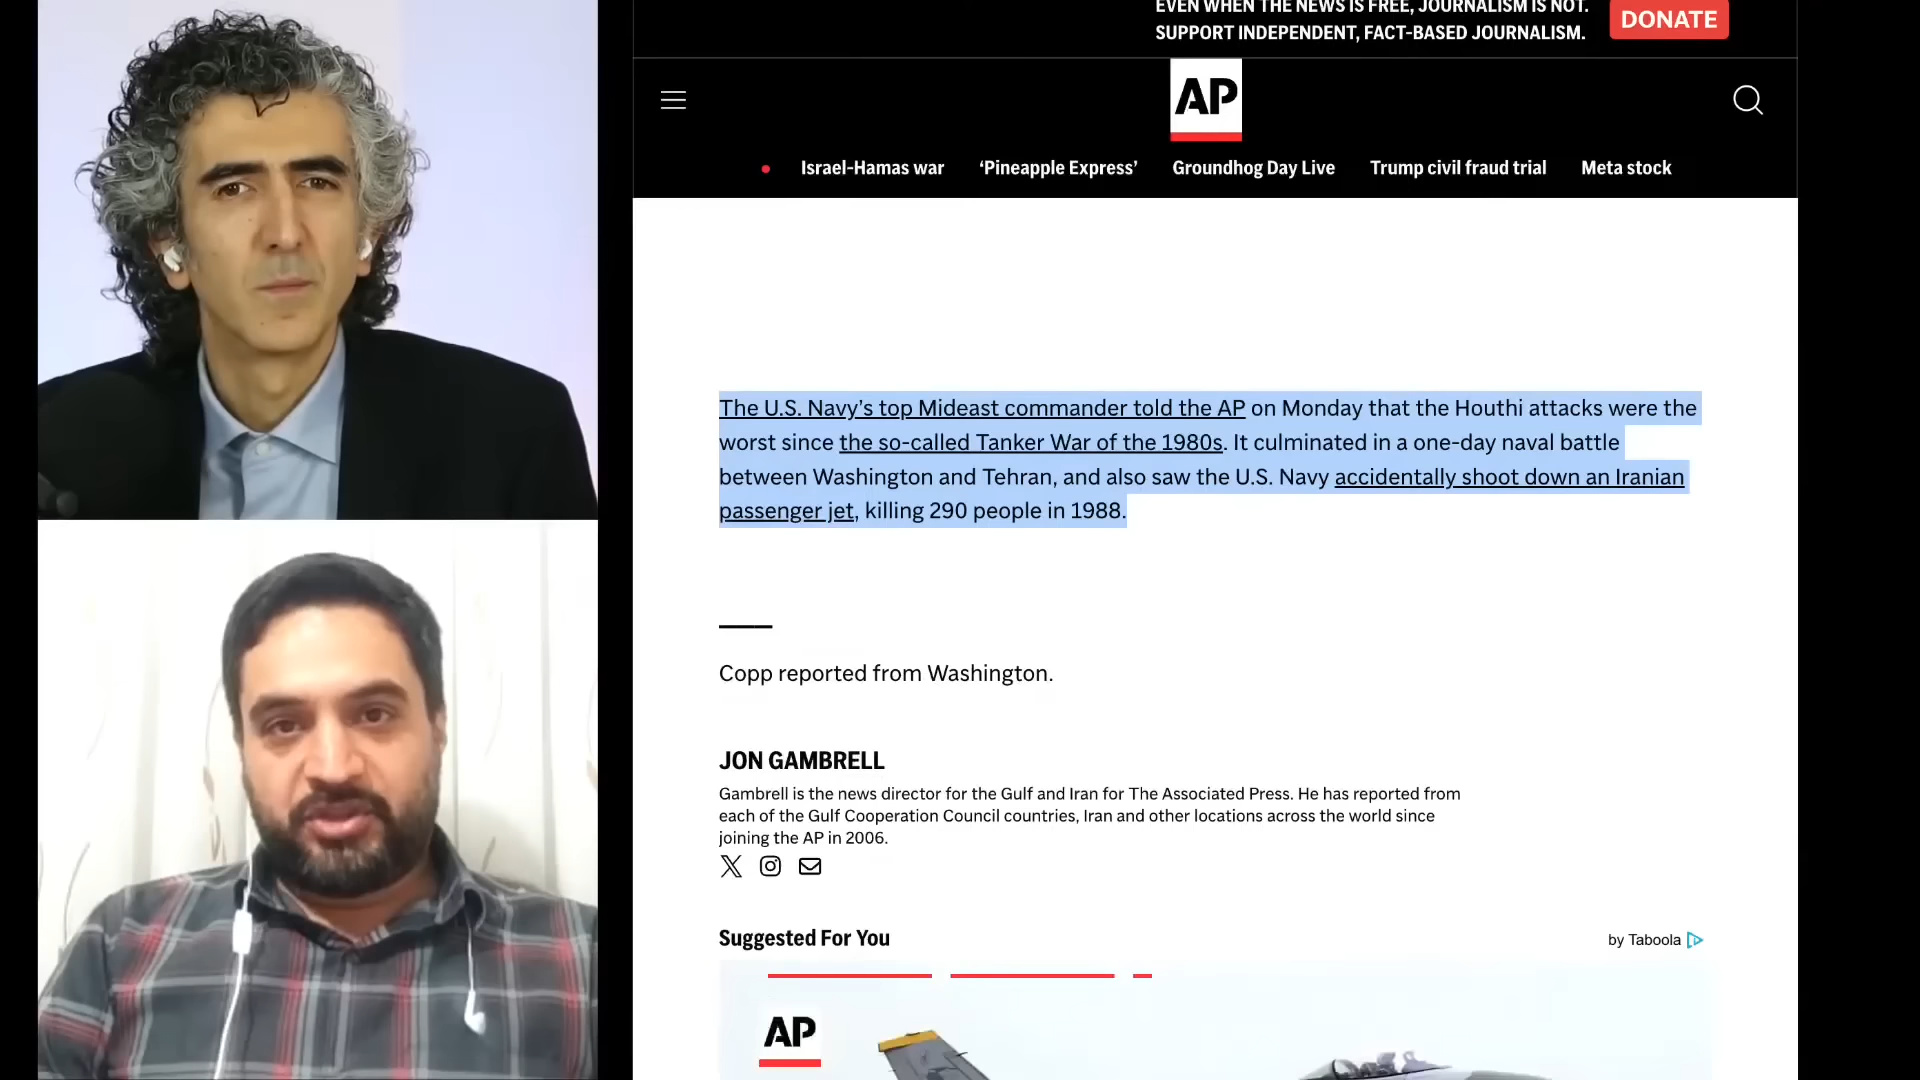 EVEN WHEN THE NEWS IS FREE, JOURNALISM IS NOT.
SUPPORT INDEPENDENT, FACT-BASED JOURNALISM.
DONATE
AP
Israel-Hamas war
‘Pineapple Express’
Groundhog Day Live
Trump civil fraud trial
Meta stock
The U.S. Navy’s top Mideast commander told the AP on Monday that the Houthi attacks were the
worst since the so-called Tanker War of the 1980s. It culminated in a one-day naval battle
between Washington and Tehran, and also saw the U.S. Navy accidentally shoot down an Iranian
passenger jet, killing 290 people in 1988.
Copp reported from Washington.
JON GAMBRELL
Gambrell is the news director for the Gulf and Iran for The Associated Press. He has reported from
each of the Gulf Cooperation Council countries, Iran and other locations across the world since
joining the AP in 2006.
Suggested For You
by Taboola
AP